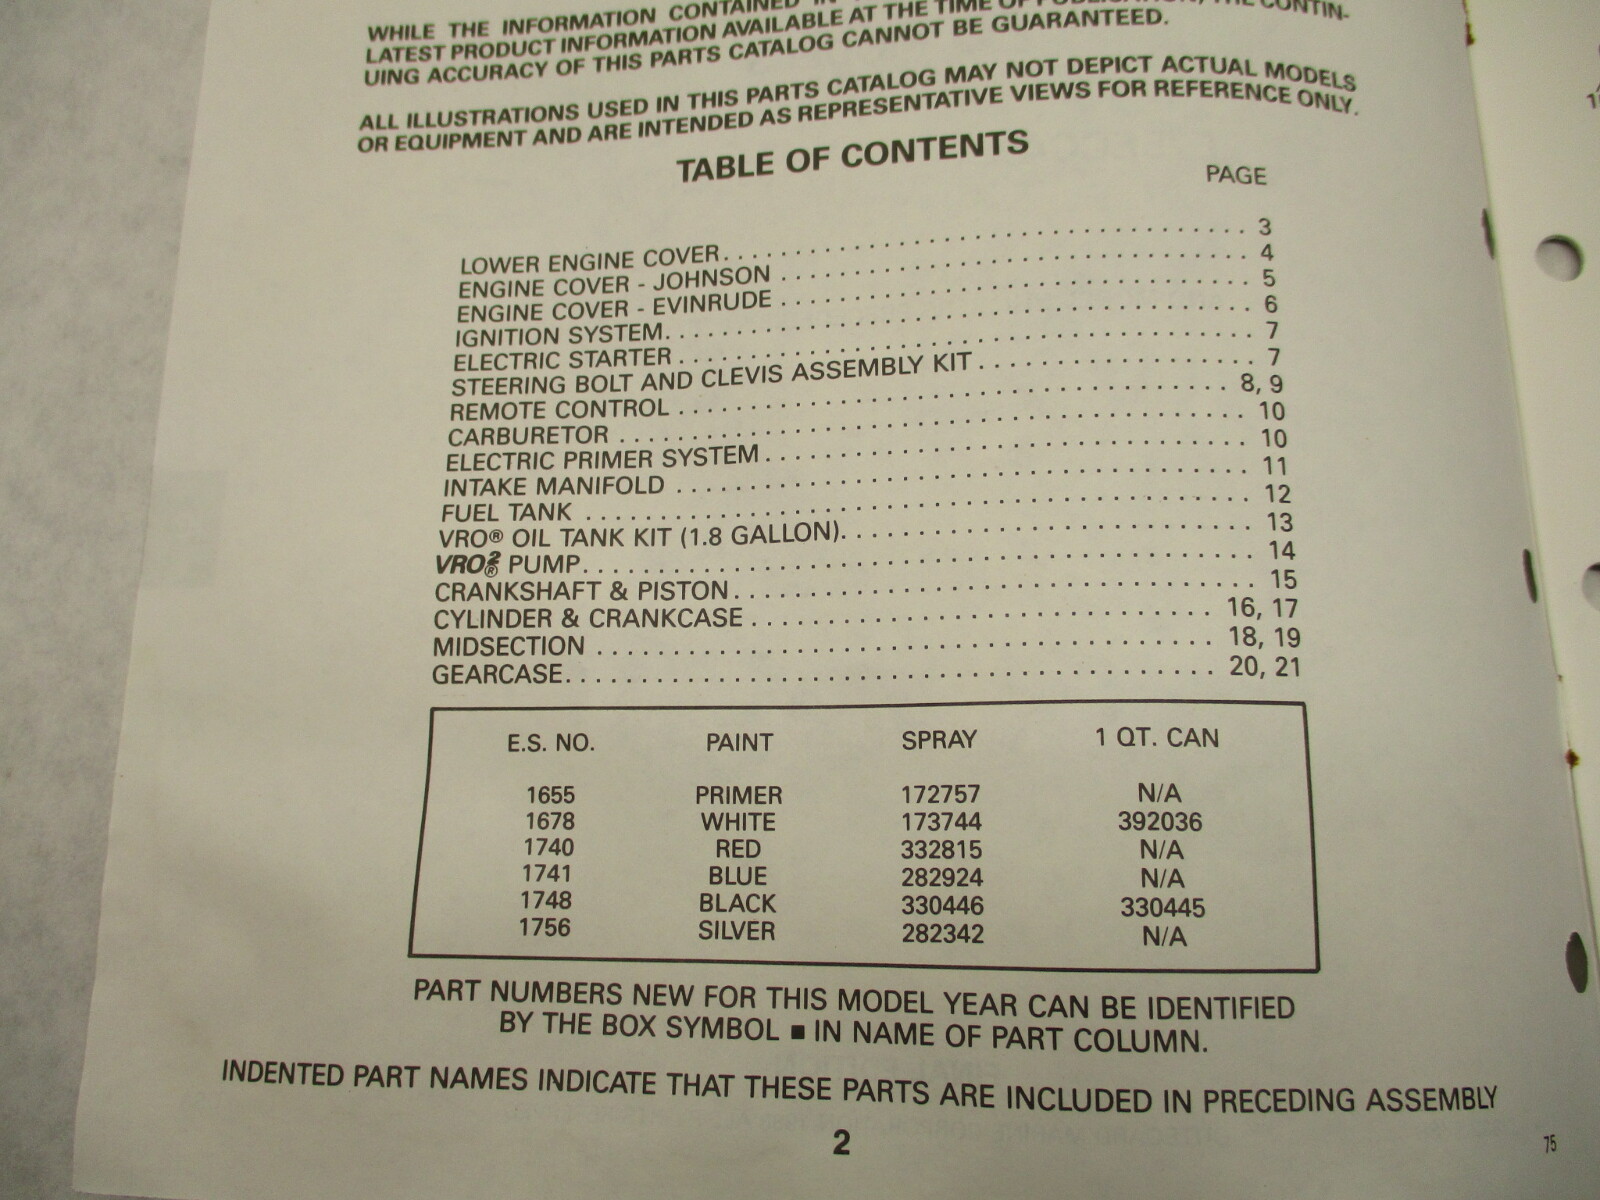 WHILE THE INFORMATION CONTAINED IN
LATEST PRODUCT INFORMATION AVAILABLE AT THE TIME OF PUBLICATION, THE CONTIN-
UING ACCURACY OF THIS PARTS CATALOG CANNOT BE GUARANTEED.
ALL ILLUSTRATIONS USED IN THIS PARTS CATALOG MAY NOT DEPICT ACTUAL MODELS
OR EQUIPMENT AND ARE INTENDED AS REPRESENTATIVE VIEWS FOR REFERENCE ONLY.
TABLE OF CONTENTS
PAGE
LOWER ENGINE COVER. . . . . . . . . . 3
ENGINE COVER - JOHNSON . . . . . . . . . . 4
ENGINE COVER - EVINRUDE . . . . . . . . . . 5
IGNITION SYSTEM. . . . . . . . . . 6
ELECTRIC STARTER . . . . . . . . . . 7
STEERING BOLT AND CLEVIS ASSEMBLY KIT . . . . . . . . . . 7
REMOTE CONTROL . . . . . . . . . . 8, 9
CARBURETOR . . . . . . . . . . 10
ELECTRIC PRIMER SYSTEM . . . . . . . . . . 10
INTAKE MANIFOLD . . . . . . . . . . 11
FUEL TANK . . . . . . . . . . 12
VRO® OIL TANK KIT (1.8 GALLON). . . . . . . . . . 13
VRO2® PUMP. . . . . . . . . . 14
CRANKSHAFT & PISTON . . . . . . . . . . 15
CYLINDER & CRANKCASE . . . . . . . . . . 16, 17
MIDSECTION . . . . . . . . . . 18, 19
GEARCASE. . . . . . . . . . 20, 21
E.S. NO. PAINT SPRAY 1 QT. CAN
1655 PRIMER 172757 N/A
1678 WHITE 173744 392036
1740 RED 332815 N/A
1741 BLUE 282924 N/A
1748 BLACK 330446 330445
1756 SILVER 282342 N/A
PART NUMBERS NEW FOR THIS MODEL YEAR CAN BE IDENTIFIED
BY THE BOX SYMBOL ■ IN NAME OF PART COLUMN.
INDENTED PART NAMES INDICATE THAT THESE PARTS ARE INCLUDED IN PRECEDING ASSEMBLY
2
75